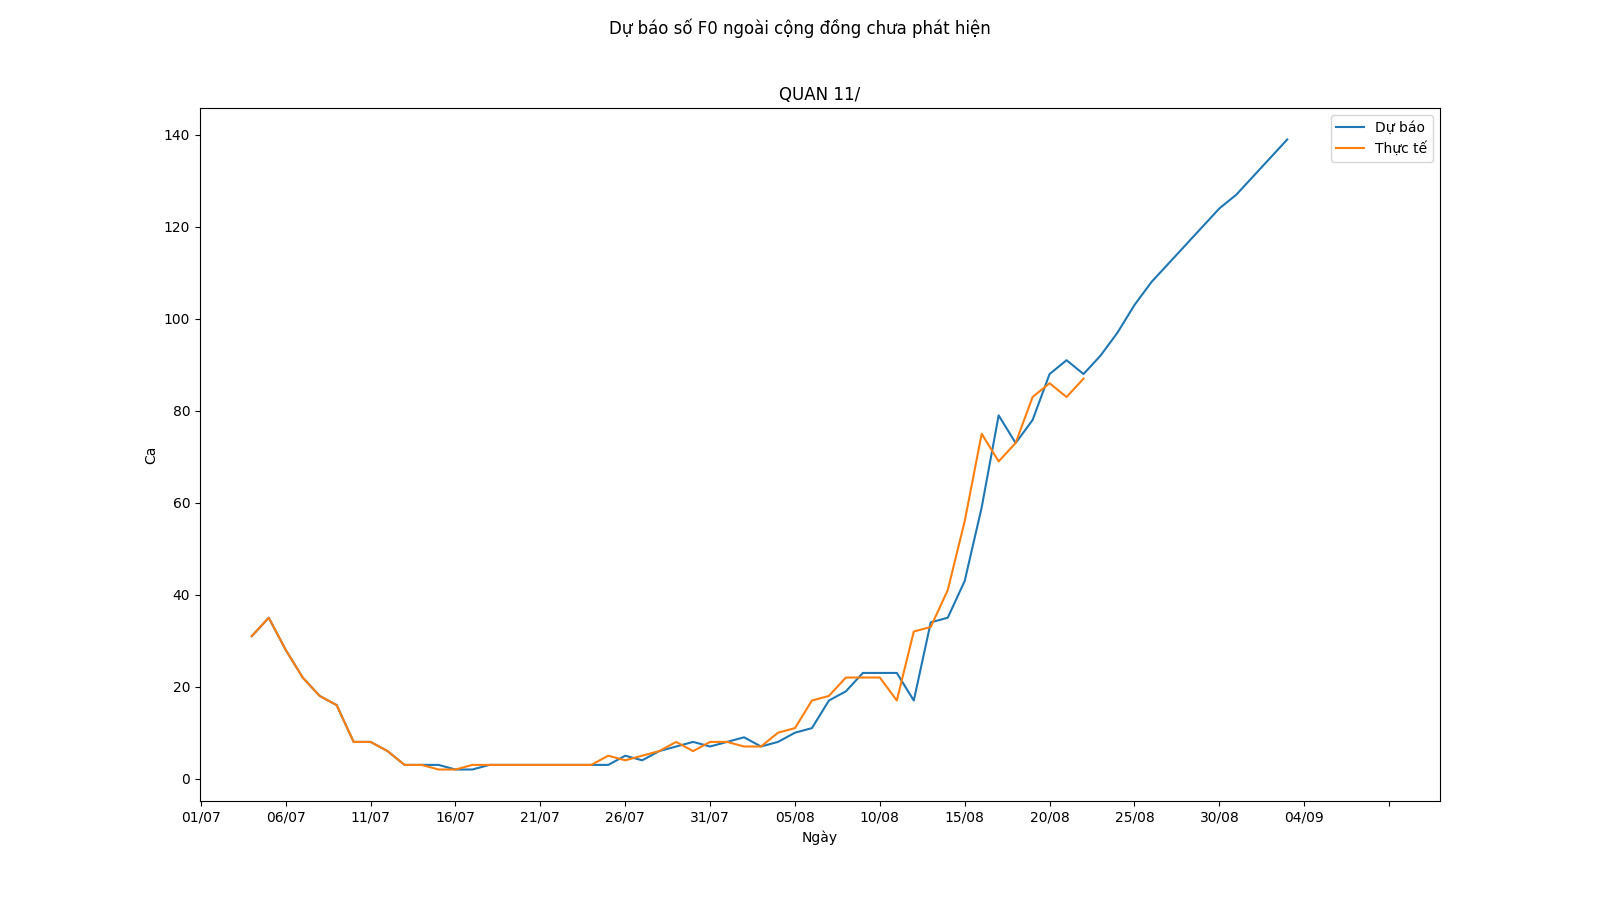 Dự báo số F0 ngoài cộng đồng chưa phát hiện
QUAN 11/
Dự báo
Thực tế
140
120
100
80
60
40
20
0
Ca
01/07 06/07 11/07 16/07 21/07 26/07 31/07 05/08 10/08 15/08 20/08 25/08 30/08 04/09
Ngày